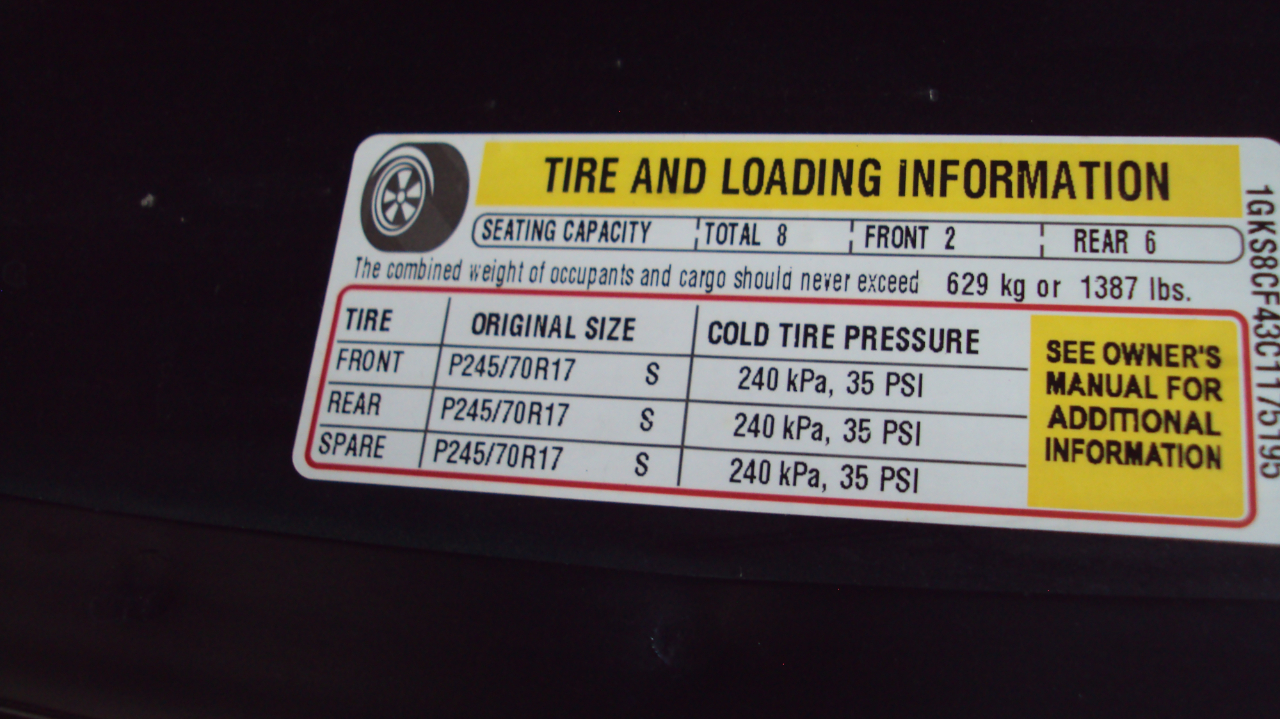 TIRE AND LOADING INFORMATION
SEATING CAPACITY TOTAL 8 FRONT 2 REAR 6
The combined weight of occupants and cargo should never exceed 629 kg or 1387 lbs.
TIRE ORIGINAL SIZE COLD TIRE PRESSURE
FRONT P245/70R17 S 240 kPa, 35 PSI
REAR P245/70R17 S 240 kPa, 35 PSI
SPARE P245/70R17 S 240 kPa, 35 PSI
SEE OWNER'S
MANUAL FOR
ADDITIONAL
INFORMATION
1GKS8CF43C1175195